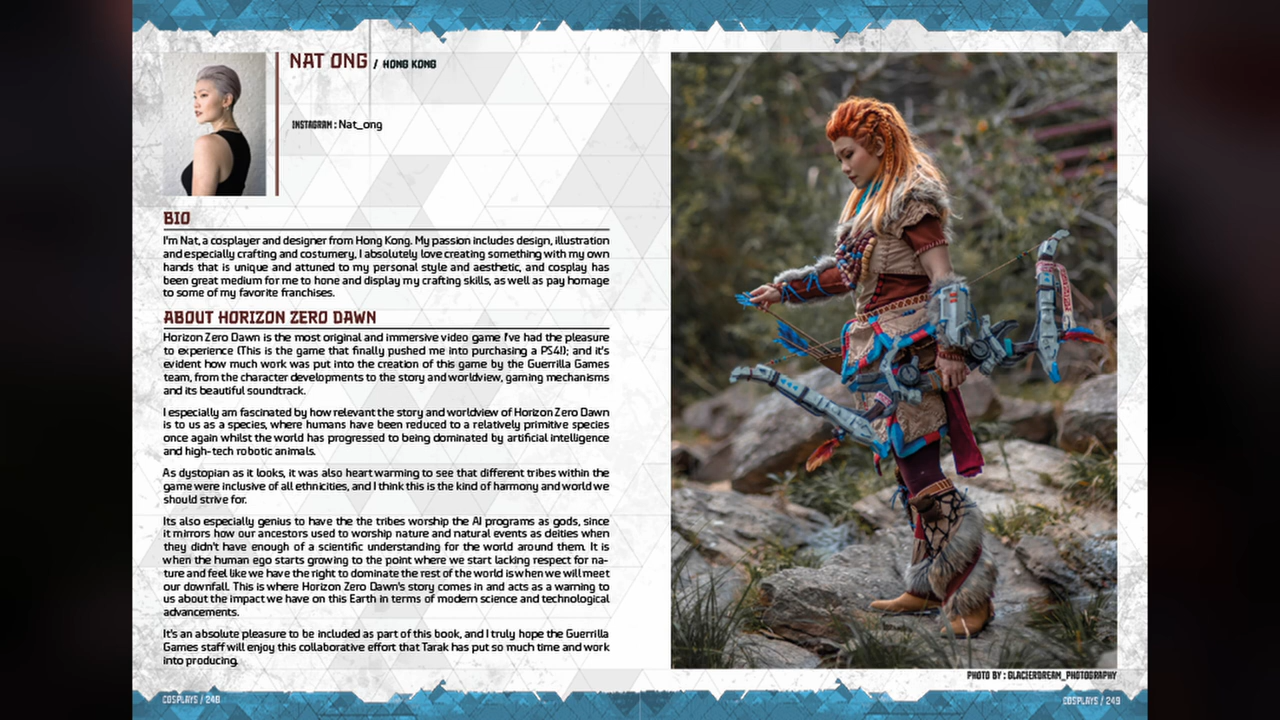 NAT ONG / HONG KONG
INSTAGRAM : Nat_ong
BIO
I'm Nat, a cosplayer and designer from Hong Kong. My passion includes design, illustration
and especially crafting and costumery, I absolutely love creating something with my own
hands that is unique and attuned to my personal style and aesthetic, and cosplay has
been great medium for me to hone and display my crafting skills, as well as pay homage
to some of my favorite franchises.
ABOUT HORIZON ZERO DAWN
Horizon Zero Dawn is the most original and immersive video game I've had the pleasure
to experience (This is the game that finally pushed me into purchasing a PS4!); and it's
evident how much work was put into the creation of this game by the Guerrilla Games
team, from the character developments to the story and worldview, gaming mechanisms
and its beautiful soundtrack.
I especially am fascinated by how relevant the story and worldview of Horizon Zero Dawn
is to us as a species, where humans have been reduced to a relatively primitive species
once again whilst the world has progressed to being dominated by artificial intelligence
and high-tech robotic animals.
As dystopian as it looks, it was also heart warming to see that different tribes within the
game were inclusive of all ethnicities, and I think this is the kind of harmony and world we
should strive for.
Its also especially genius to have the the tribes worship the AI programs as gods, since
it mirrors how our ancestors used to worship nature and natural events as deities when
they didn't have enough of a scientific understanding for the world around them. It is
when the human ego starts growing to the point where we start lacking respect for na-
ture and feel like we have the right to dominate the rest of the world is when we will meet
our downfall. This is where Horizon Zero Dawn's story comes in and acts as a warning to
us about the impact we have on this Earth in terms of modern science and technological
advancements.
It's an absolute pleasure to be included as part of this book, and I truly hope the Guerrilla
Games staff will enjoy this collaborative effort that Tarak has put so much time and work
into producing.
PHOTO BY : GLACIERDREAM_PHOTOGRAPHY
COSPLAYS / 248
COSPLAYS / 249